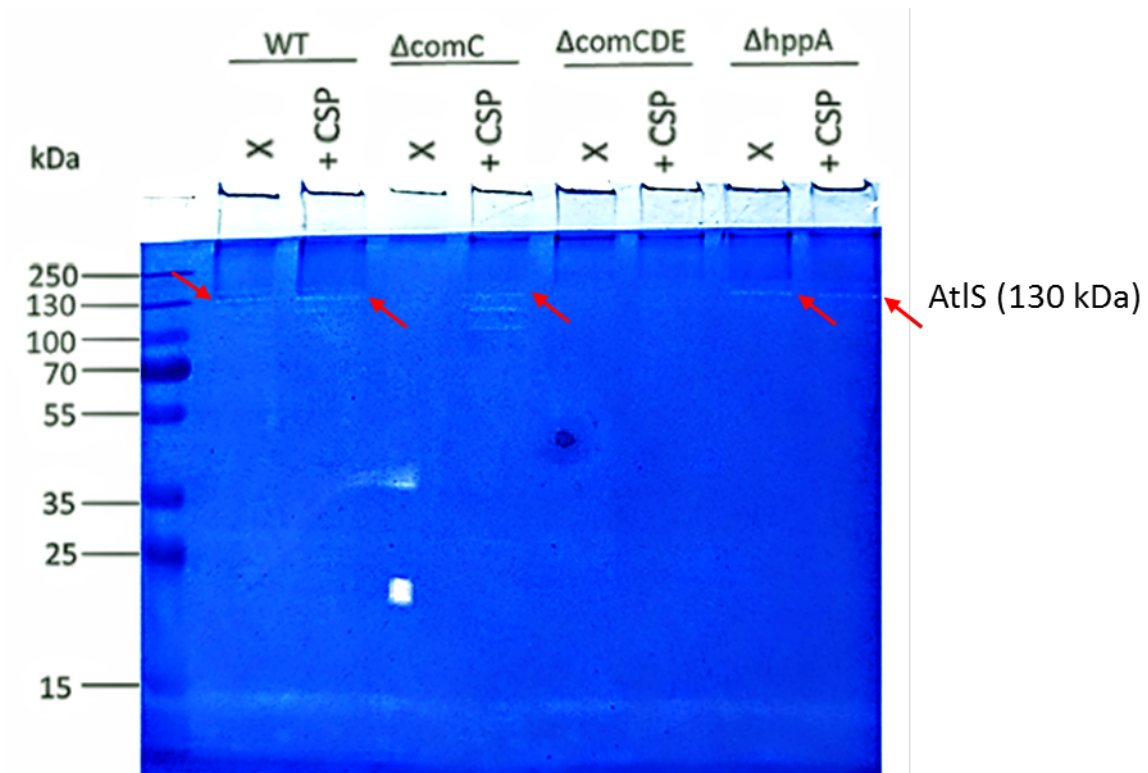 WT ΔcomC ΔcomCDE ΔhppA
X + CSP X + CSP X + CSP X + CSP
kDa
250
130
100
70
55
35
25
15
AtlS (130 kDa)